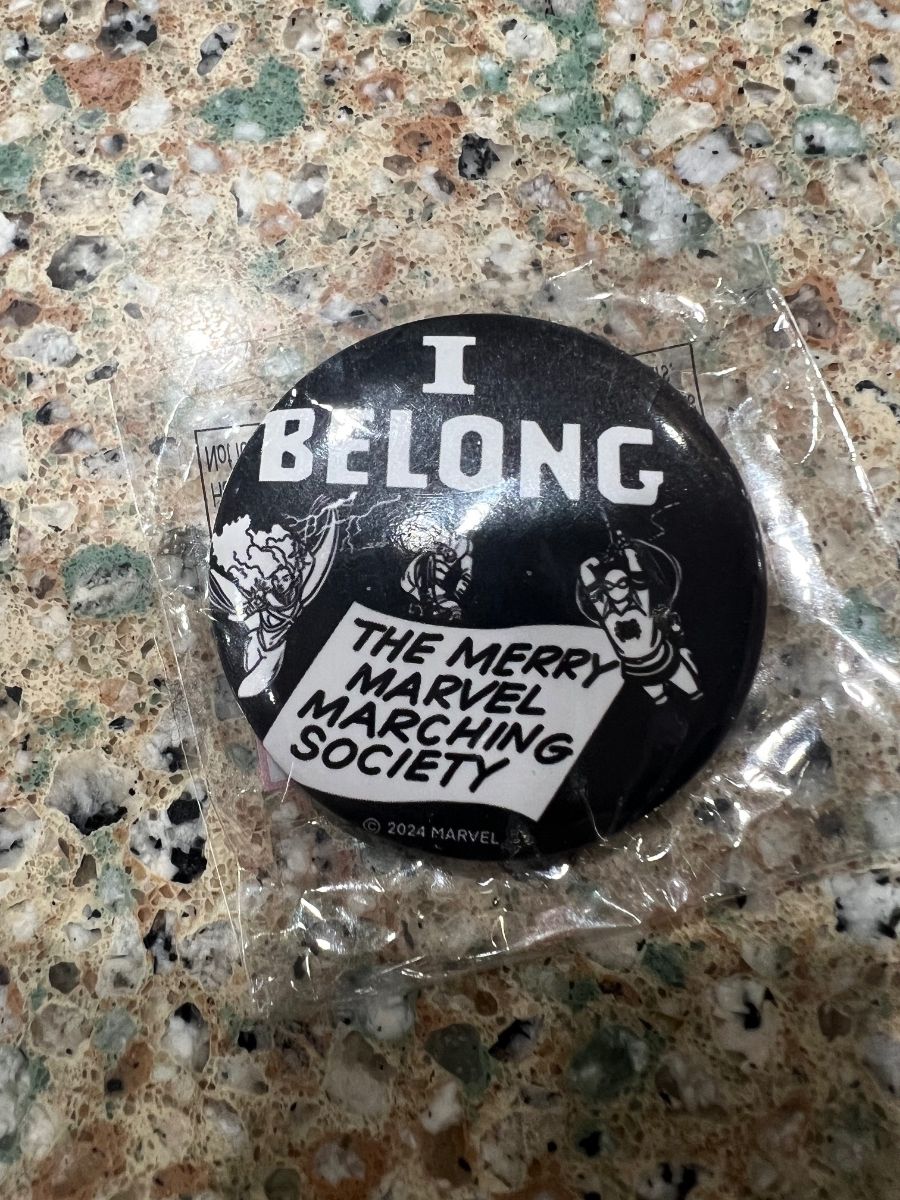 I
BELONG
THE MERRY
MARVEL
MARCHING
SOCIETY
© 2024 MARVEL